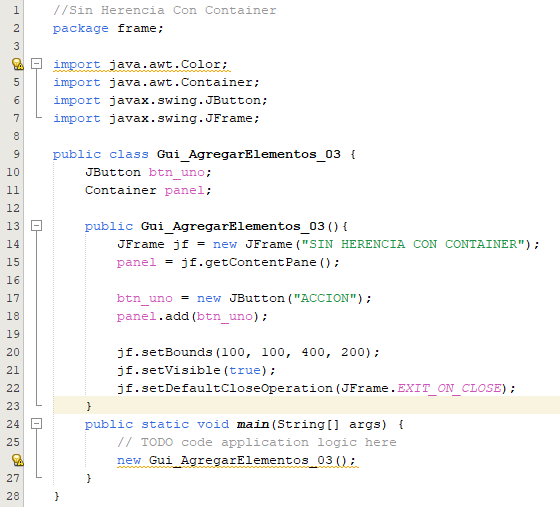 1 //Sin Herencia Con Container
2 package frame;
3
import java.awt.Color;
5 import java.awt.Container;
6 import javax.swing.JButton;
7 import javax.swing.JFrame;
8
9 public class Gui_AgregarElementos_03 {
10 JButton btn_uno;
11 Container panel;
12
13 public Gui_AgregarElementos_03(){
14 JFrame jf = new JFrame("SIN HERENCIA CON CONTAINER");
15 panel = jf.getContentPane();
16
17 btn_uno = new JButton("ACCION");
18 panel.add(btn_uno);
19
20 jf.setBounds(100, 100, 400, 200);
21 jf.setVisible(true);
22 jf.setDefaultCloseOperation(JFrame.EXIT_ON_CLOSE);
23 }
24 public static void main(String[] args) {
25 // TODO code application logic here
new Gui_AgregarElementos_03();
27 }
28 }